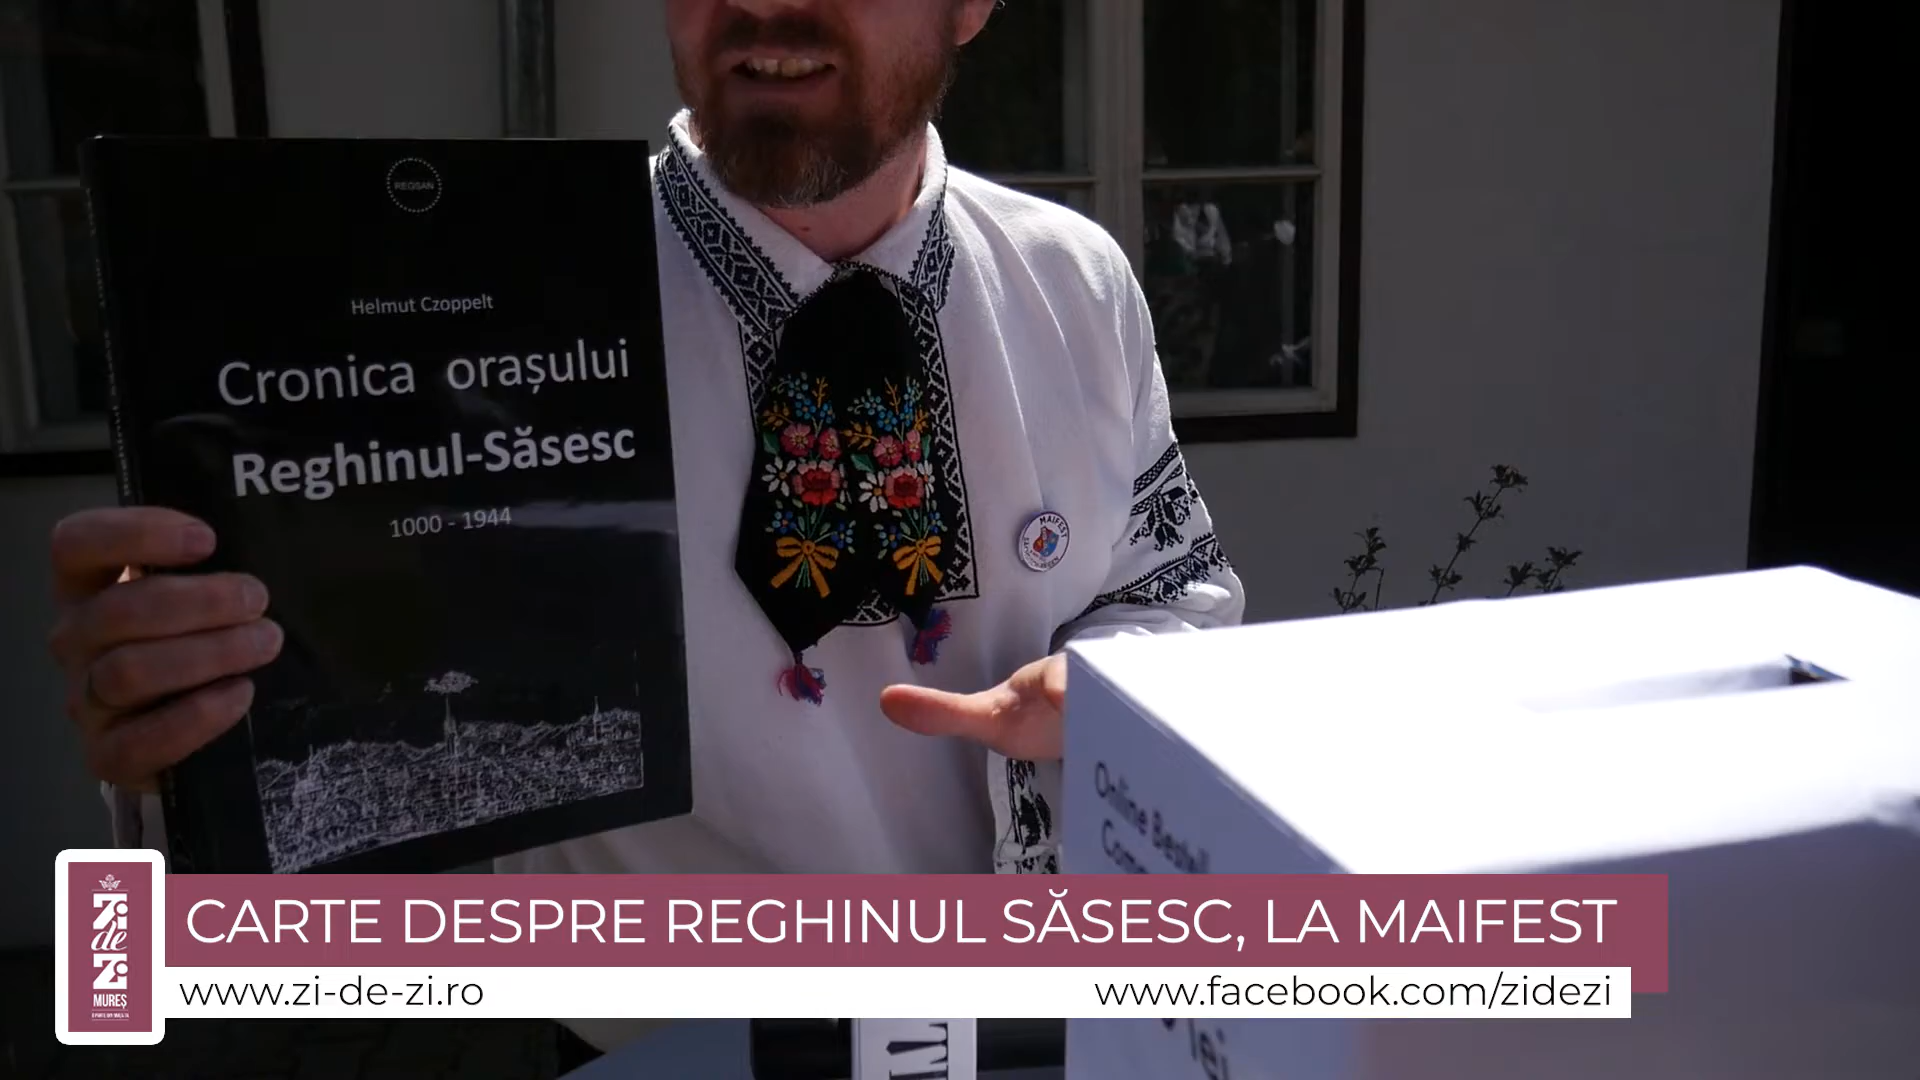 REGSAN
Helmut Czoppelt
Cronica orașului
Reghinul-Săsesc
1000 - 1944
MAIFEST
Online Bestell
lei
Zi
de
Zi
MUREȘ
CARTE DESPRE REGHINUL SĂSESC, LA MAIFEST
www.zi-de-zi.ro
www.facebook.com/zidezi